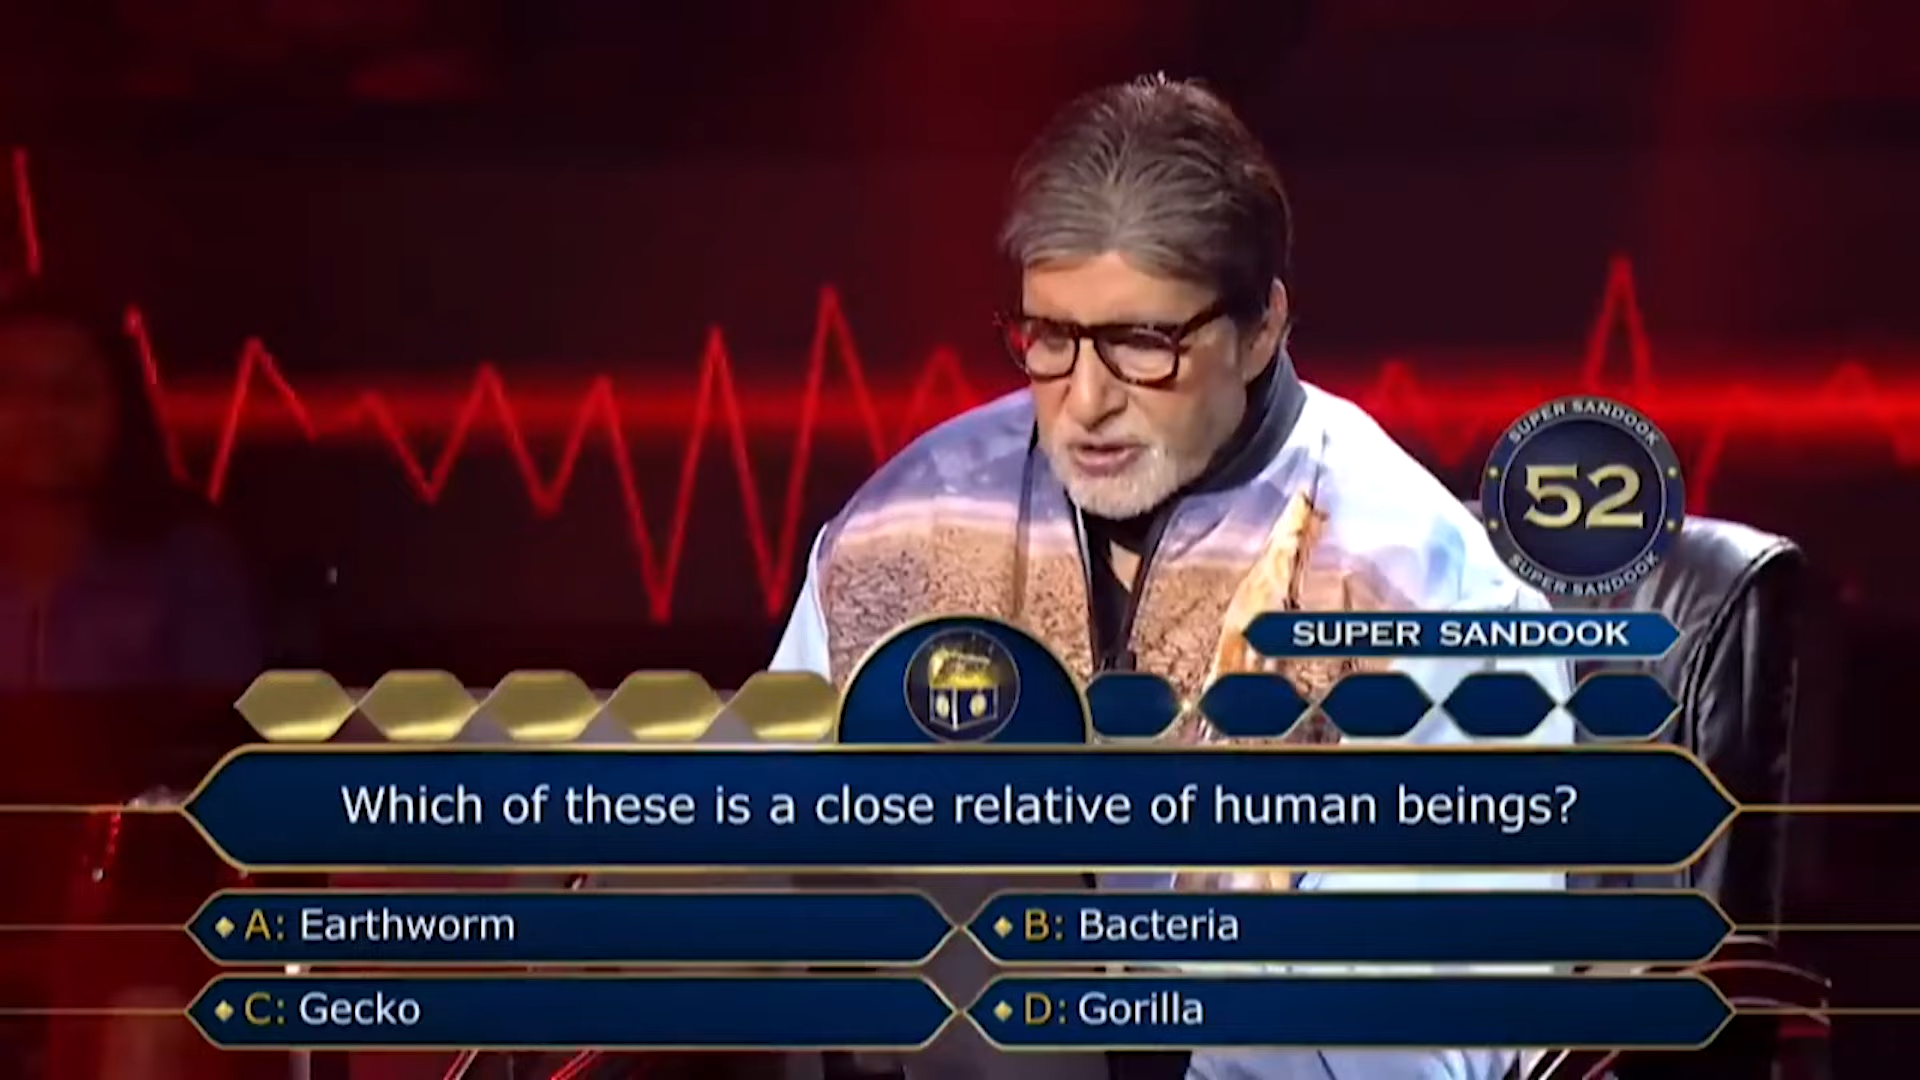 SUPER SANDOOK
52
SUPER SANDOOK
SUPER SANDOOK
Which of these is a close relative of human beings?
A: Earthworm
B: Bacteria
C: Gecko
D: Gorilla